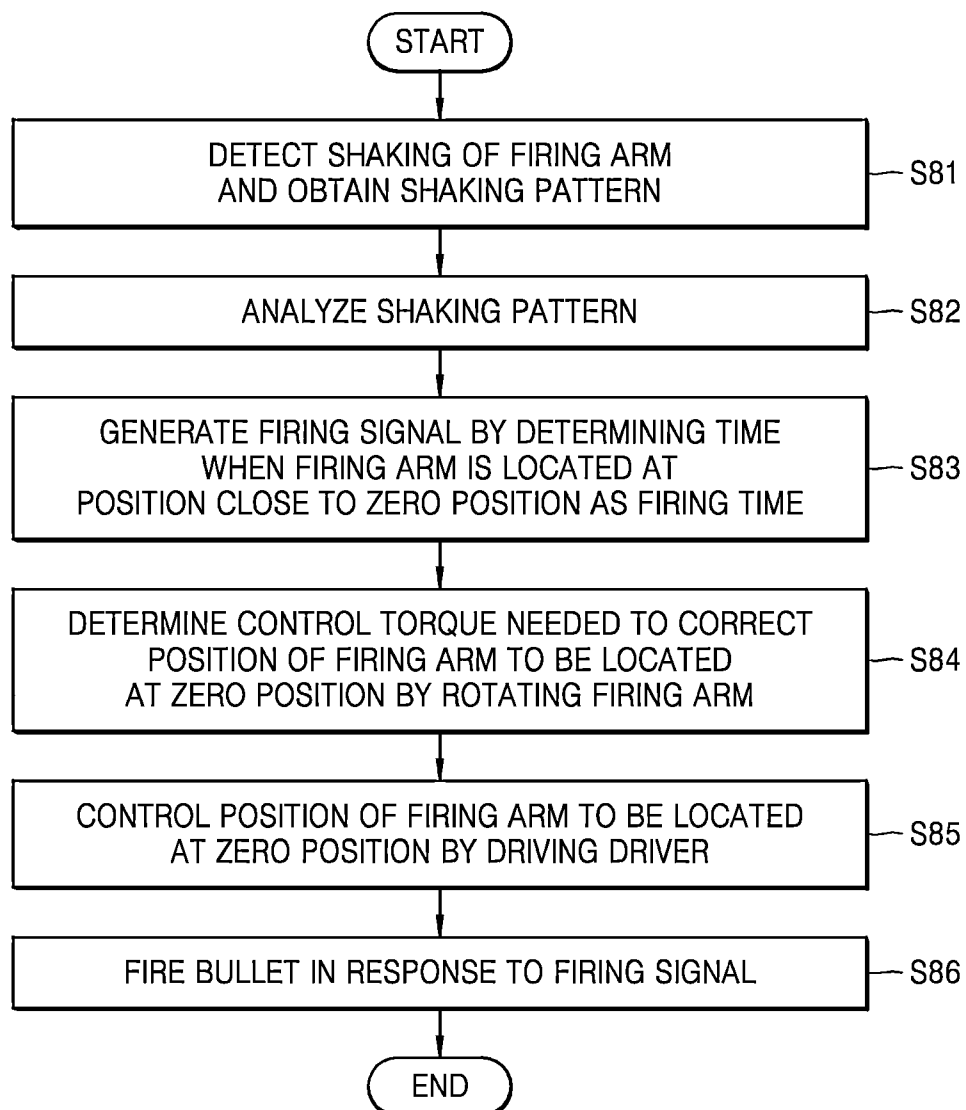 START
DETECT SHAKING OF FIRING ARM
AND OBTAIN SHAKING PATTERN
S81
ANALYZE SHAKING PATTERN
S82
GENERATE FIRING SIGNAL BY DETERMINING TIME
WHEN FIRING ARM IS LOCATED AT
POSITION CLOSE TO ZERO POSITION AS FIRING TIME
S83
DETERMINE CONTROL TORQUE NEEDED TO CORRECT
POSITION OF FIRING ARM TO BE LOCATED
AT ZERO POSITION BY ROTATING FIRING ARM
S84
CONTROL POSITION OF FIRING ARM TO BE LOCATED
AT ZERO POSITION BY DRIVING DRIVER
S85
FIRE BULLET IN RESPONSE TO FIRING SIGNAL
S86
END